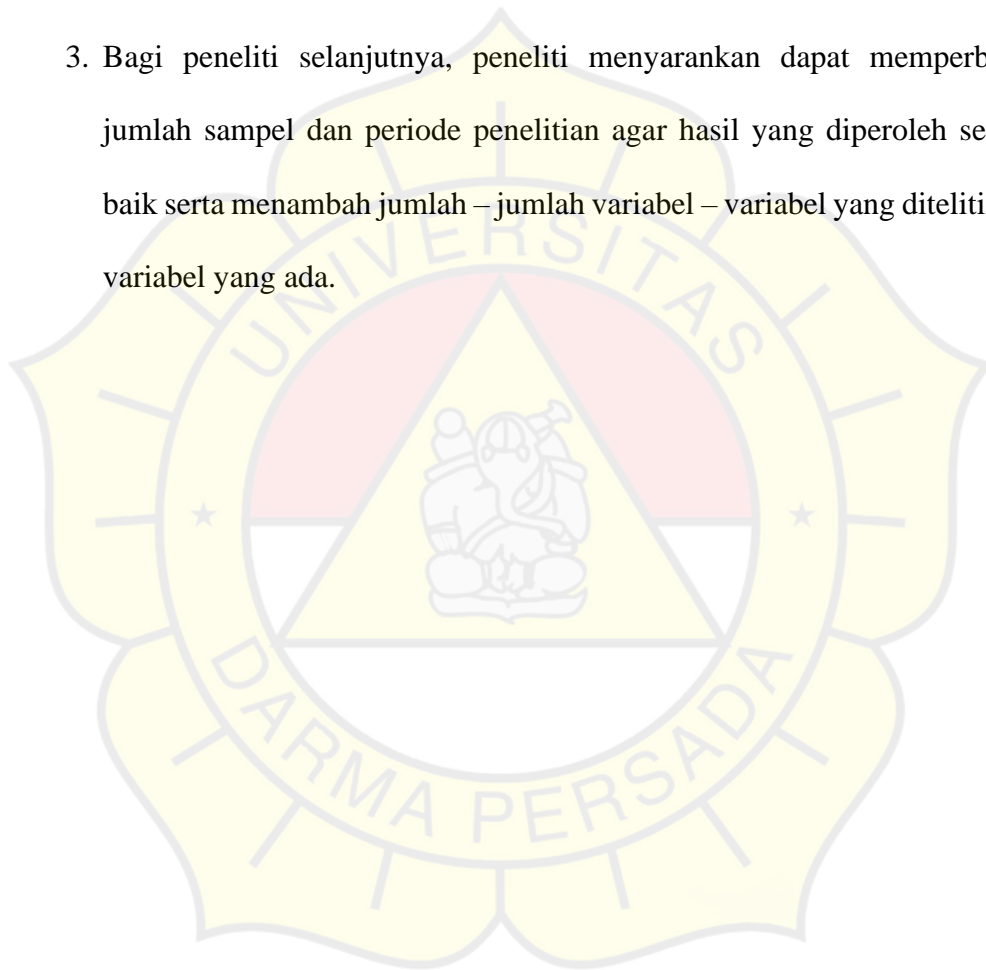 3. Bagi peneliti selanjutnya, peneliti menyarankan dapat memperb
jumlah sampel dan periode penelitian agar hasil yang diperoleh se
baik serta menambah jumlah – jumlah variabel – variabel yang diteliti
variabel yang ada.
UNIVERSITAS
DARMA PERSADA